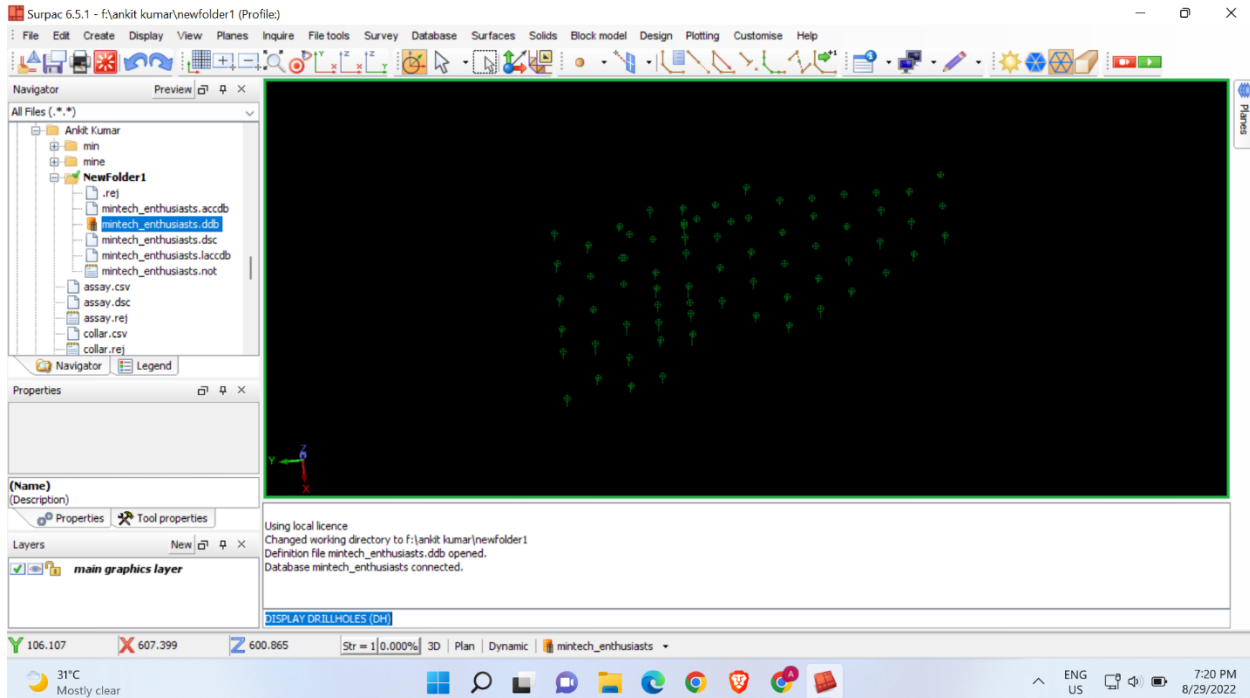 Surpac 6.5.1 - f:\ankit kumar\newfolder1 (Profile:)
File Edit Create Display View Planes Inquire File tools Survey Database Surfaces Solids Block model Design Plotting Customise Help
Navigator Preview
All Files (.*.*)
Ankit Kumar
min
mine
NewFolder1
.rej
mintech_enthusiasts.accdb
mintech_enthusiasts.ddb
mintech_enthusiasts.dsc
mintech_enthusiasts.laccdb
mintech_enthusiasts.not
assay.csv
assay.dsc
assay.rej
collar.csv
collar.rej
Navigator Legend
Properties
(Name)
(Description)
Properties Tool properties
Layers New
main graphics layer
Planes
Z
Y
X
Using local licence
Changed working directory to f:\ankit kumar\newfolder1
Definition file mintech_enthusiasts.ddb opened.
Database mintech_enthusiasts connected.
DISPLAY DRILLHOLES (DH)
Y 106.107 X 607.399 Z 600.865 Str = 1 0.000% 3D Plan Dynamic mintech_enthusiasts
31°C
Mostly clear
ENG
US
7:20 PM
8/29/2022